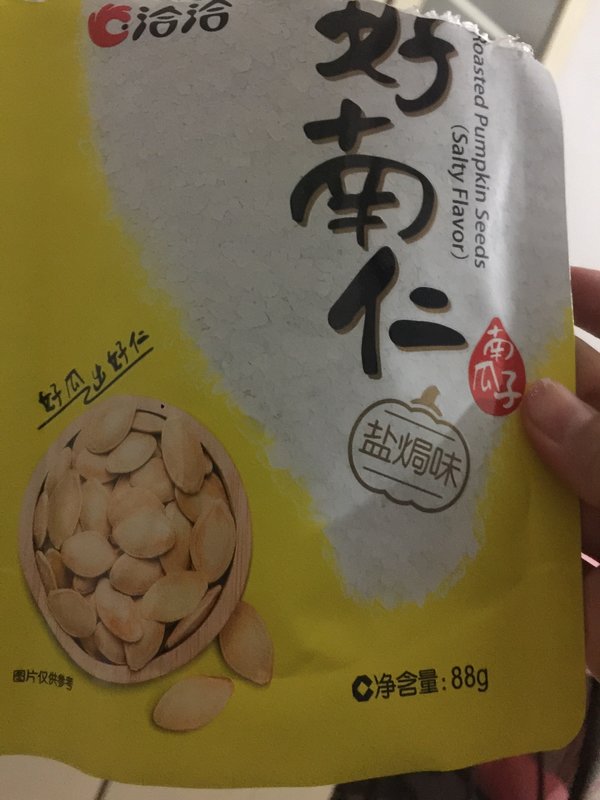 洽洽
好南仁
Roasted Pumpkin Seeds
(Salty Flavor)
南瓜子
盐焗味
好瓜出好仁
图片仅供参考
净含量: 88g